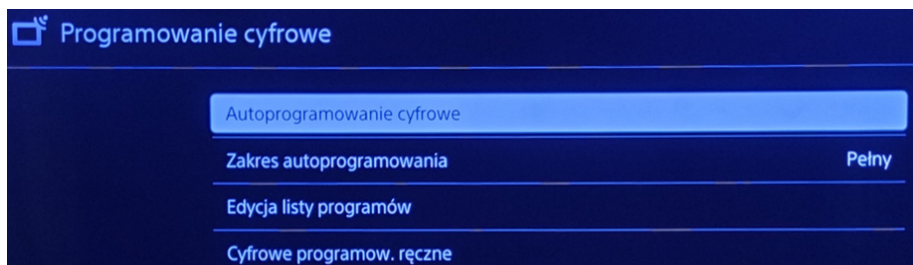 Programowanie cyfrowe
Autoprogramowanie cyfrowe
Zakres autoprogramowania Pełny
Edycja listy programów
Cyfrowe programow. ręczne